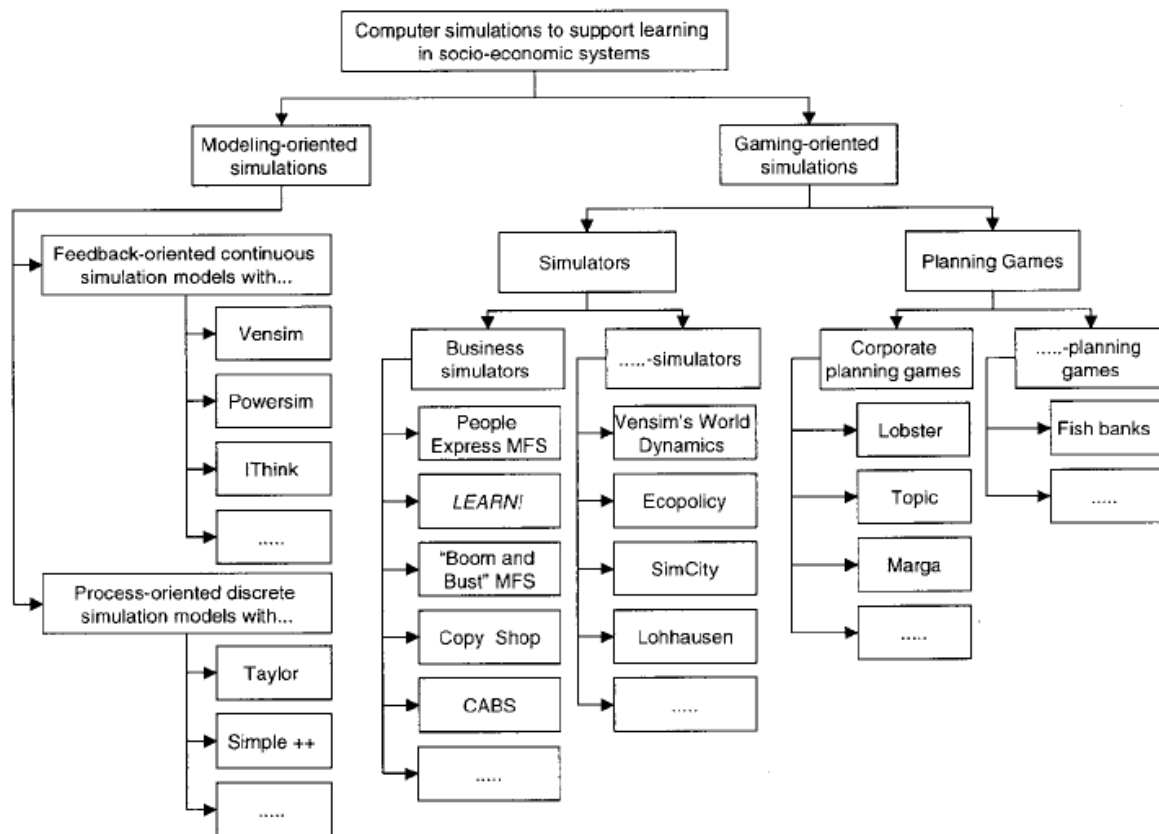 Computer simulations to support learning
in socio-economic systems
Modeling-oriented
simulations
Gaming-oriented
simulations
Feedback-oriented continuous
simulation models with...
Vensim
Powersim
IThink
.....
Process-oriented discrete
simulation models with...
Taylor
Simple ++
.....
Simulators
Business
simulators
People
Express MFS
LEARN!
"Boom and
Bust" MFS
Copy Shop
CABS
.....
.....-simulators
Vensim's World
Dynamics
Ecopolicy
SimCity
Lohhausen
.....
Planning Games
Corporate
planning games
Lobster
Topic
Marga
.....
.....-planning
games
Fish banks
.....